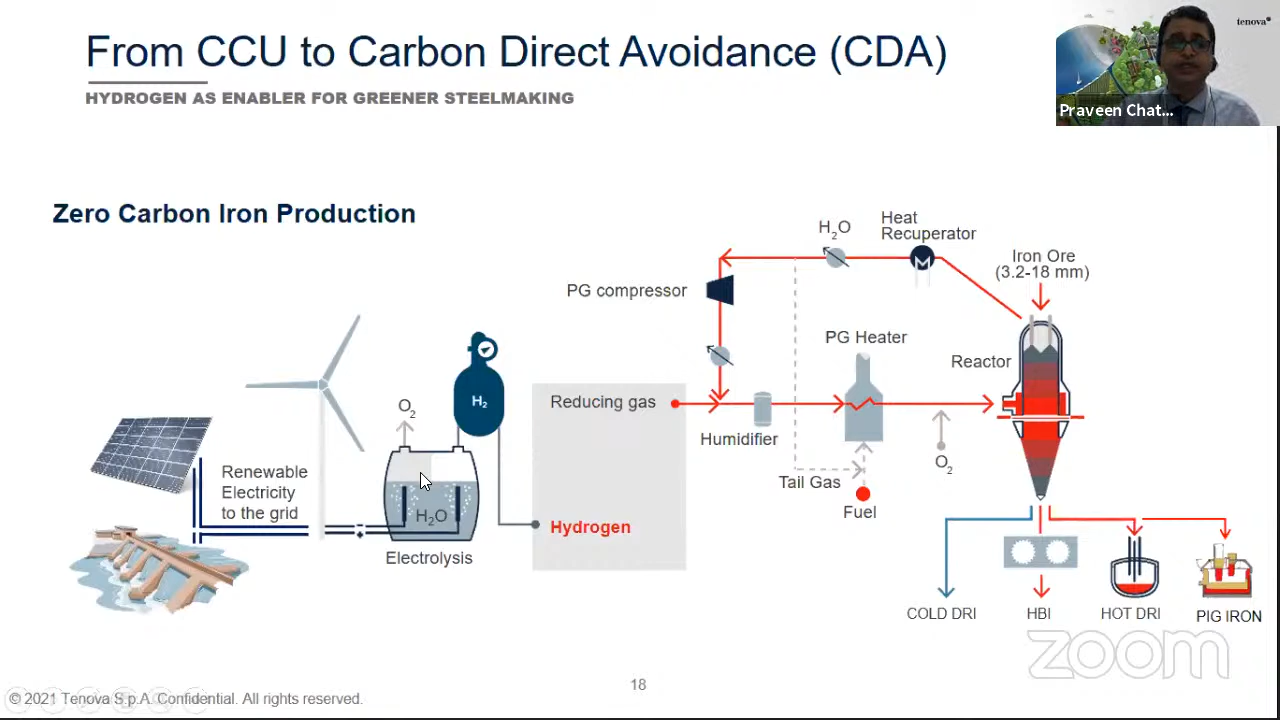 From CCU to Carbon Direct Avoidance (CDA)
HYDROGEN AS ENABLER FOR GREENER STEELMAKING
tenova
Praveen Chat...
Zero Carbon Iron Production
H2O
Heat
Recuperator
Iron Ore
(3.2-18 mm)
PG compressor
PG Heater
Reactor
O2
H2
Reducing gas
Humidifier
O2
Renewable
Electricity
to the grid
H2O
Tail Gas
Fuel
Hydrogen
Electrolysis
COLD DRI
HBI
HOT DRI
PIG IRON
zoom
18
© 2021 Tenova S.p.A. Confidential. All rights reserved.